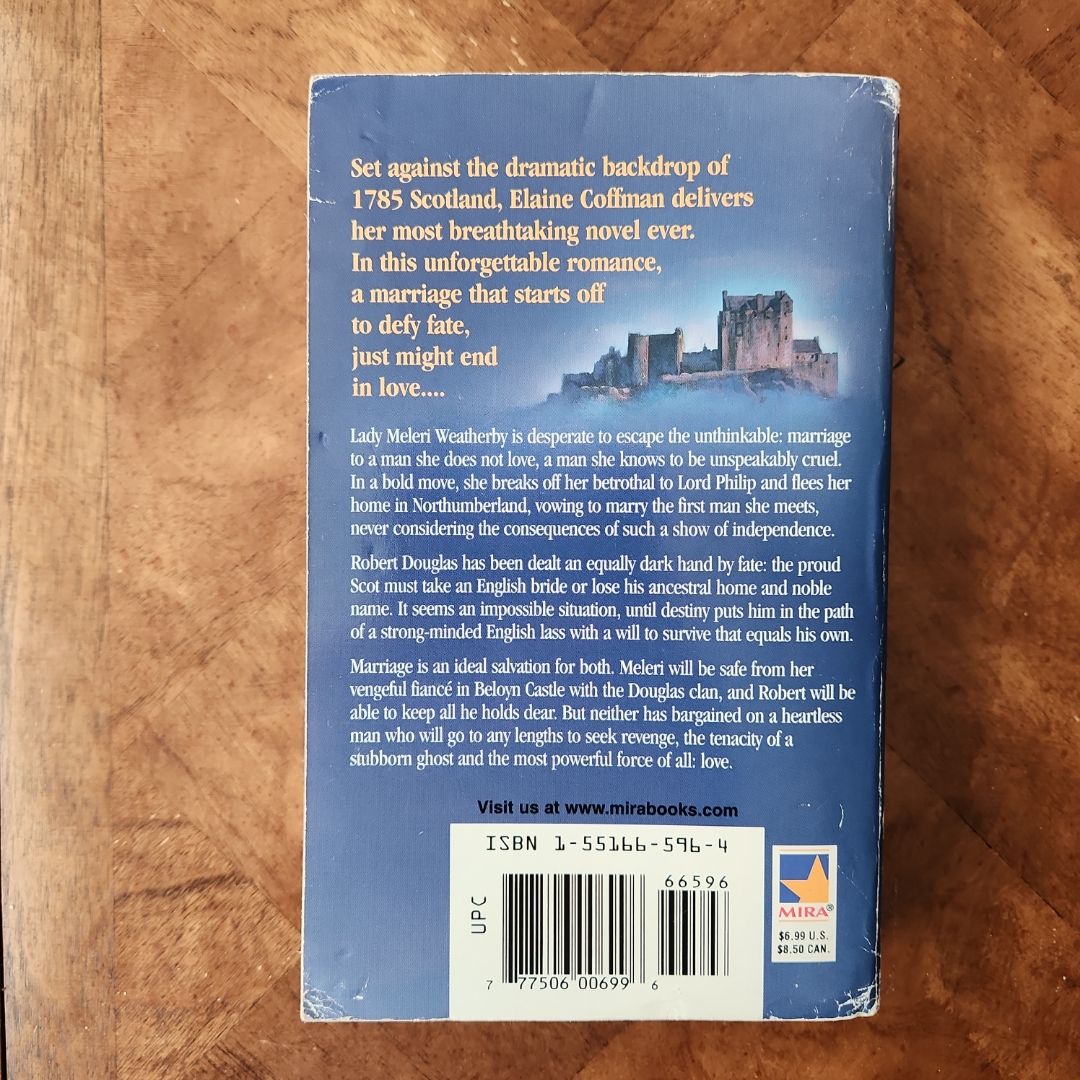 Set against the dramatic backdrop of
1785 Scotland, Elaine Coffman delivers
her most breathtaking novel ever.
In this unforgettable romance,
a marriage that starts off
to defy fate,
just might end
in love....
Lady Meleri Weatherby is desperate to escape the unthinkable: marriage
to a man she does not love, a man she knows to be unspeakably cruel.
In a bold move, she breaks off her betrothal to Lord Philip and flees her
home in Northumberland, vowing to marry the first man she meets,
never considering the consequences of such a show of independence.
Robert Douglas has been dealt an equally dark hand by fate: the proud
Scot must take an English bride or lose his ancestral home and noble
name. It seems an impossible situation, until destiny puts him in the path
of a strong-minded English lass with a will to survive that equals his own.
Marriage is an ideal salvation for both. Meleri will be safe from her
vengeful fiancé in Beloyn Castle with the Douglas clan, and Robert will be
able to keep all he holds dear. But neither has bargained on a heartless
man who will go to any lengths to seek revenge, the tenacity of a
stubborn ghost and the most powerful force of all: love.
Visit us at www.mirabooks.com
ISBN 1-55166-596-4
66596
UPC
7 77506 00699 6
MIRA®
$6.99 U.S.
$8.50 CAN.